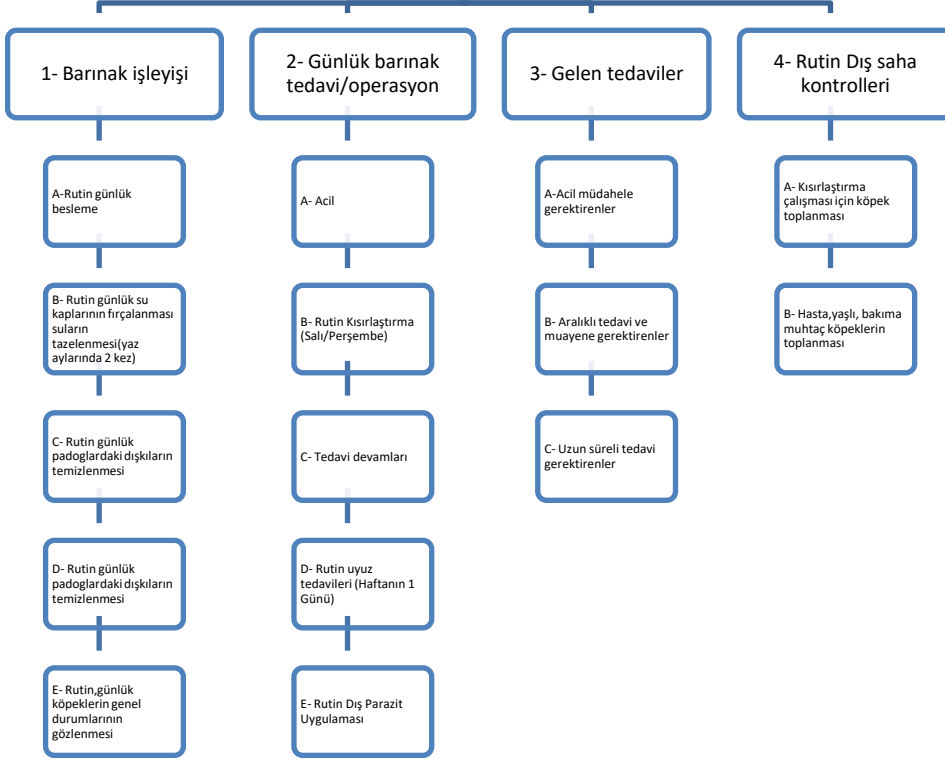 1- Barınak işleyişi
A-Rutin günlük
besleme
B- Rutin günlük su
kaplarının fırçalanması
suların
tazelenmesi(yaz
aylarında 2 kez)
C- Rutin günlük
padoglardaki dışkıların
temizlenmesi
D- Rutin günlük
padoglardaki dışkıların
temizlenmesi
E- Rutin,günlük
köpeklerin genel
durumlarının
gözlenmesi
2- Günlük barınak
tedavi/operasyon
A- Acil
B- Rutin Kısırlaştırma
(Salı/Perşembe)
C- Tedavi devamları
D- Rutin uyuz
tedavileri (Haftanın 1
Günü)
E- Rutin Dış Parazit
Uygulaması
3- Gelen tedaviler
A-Acil müdahele
gerektirenler
B- Aralıklı tedavi ve
muayene gerektirenler
C- Uzun süreli tedavi
gerektirenler
4- Rutin Dış saha
kontrolleri
A- Kısırlaştırma
çalışması için köpek
toplanması
B- Hasta,yaşlı, bakıma
muhtaç köpeklerin
toplanması